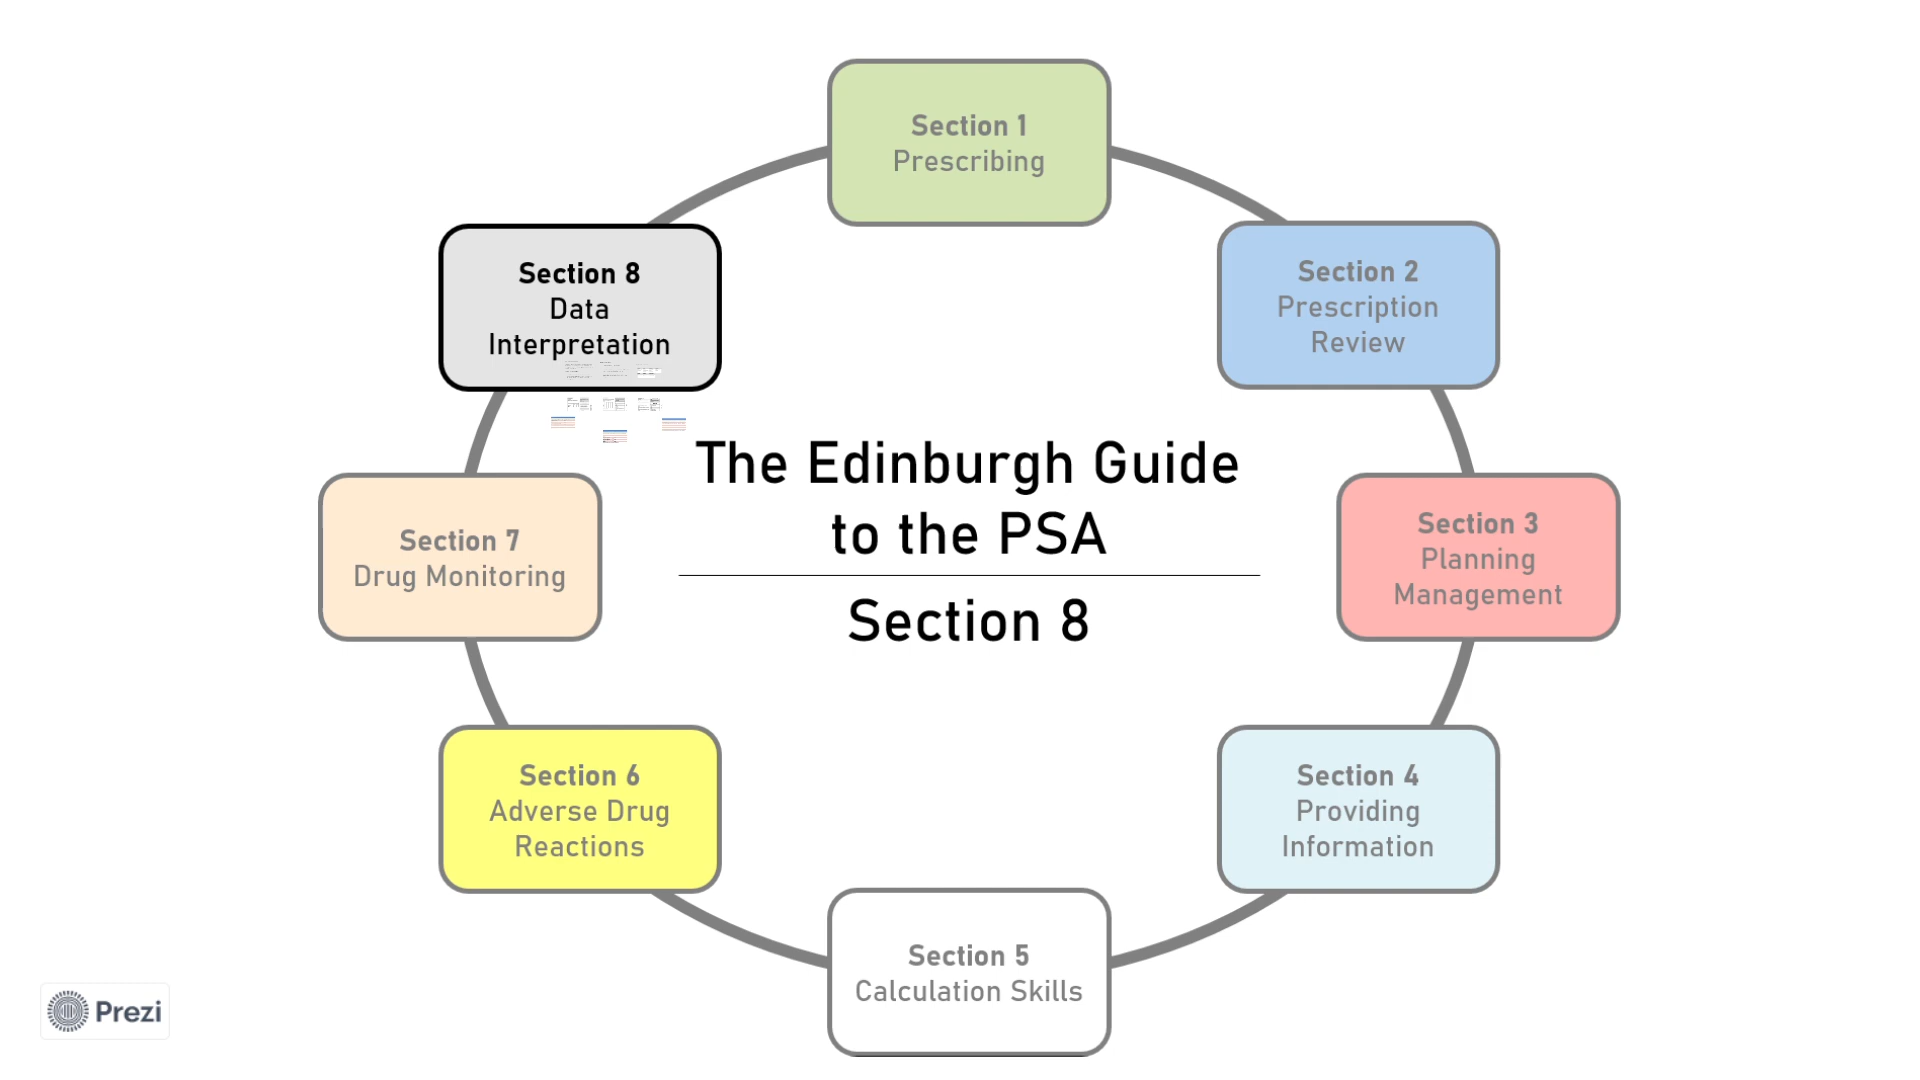 Section 1
Prescribing
Section 8
Data
Interpretation
Section 2
Prescription
Review
The Edinburgh Guide
to the PSA
Section 8
Section 7
Drug Monitoring
Section 3
Planning
Management
Section 6
Adverse Drug
Reactions
Section 4
Providing
Information
Section 5
Calculation Skills
Prezi